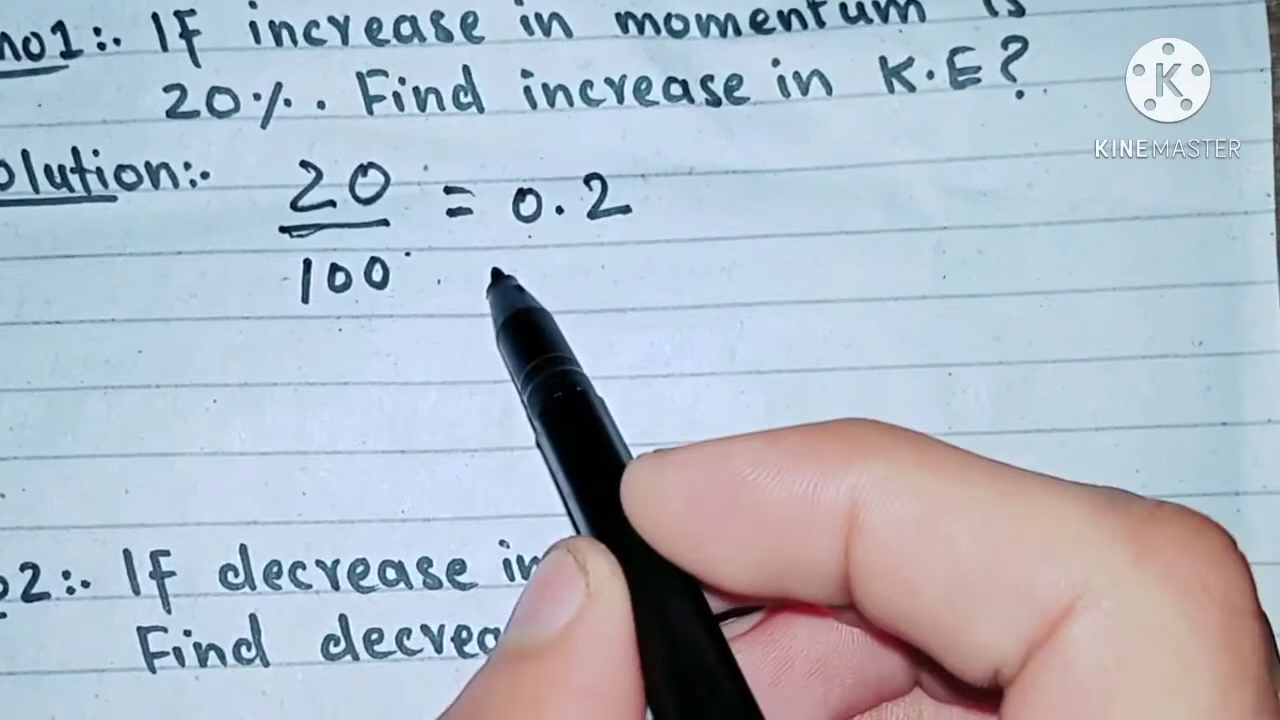 no1:. If increase in momentum is
20%. Find increase in K.E?
olution:.
20
100
= 0.2
2:. If decrease in
Find decrea
K
KINEMASTER